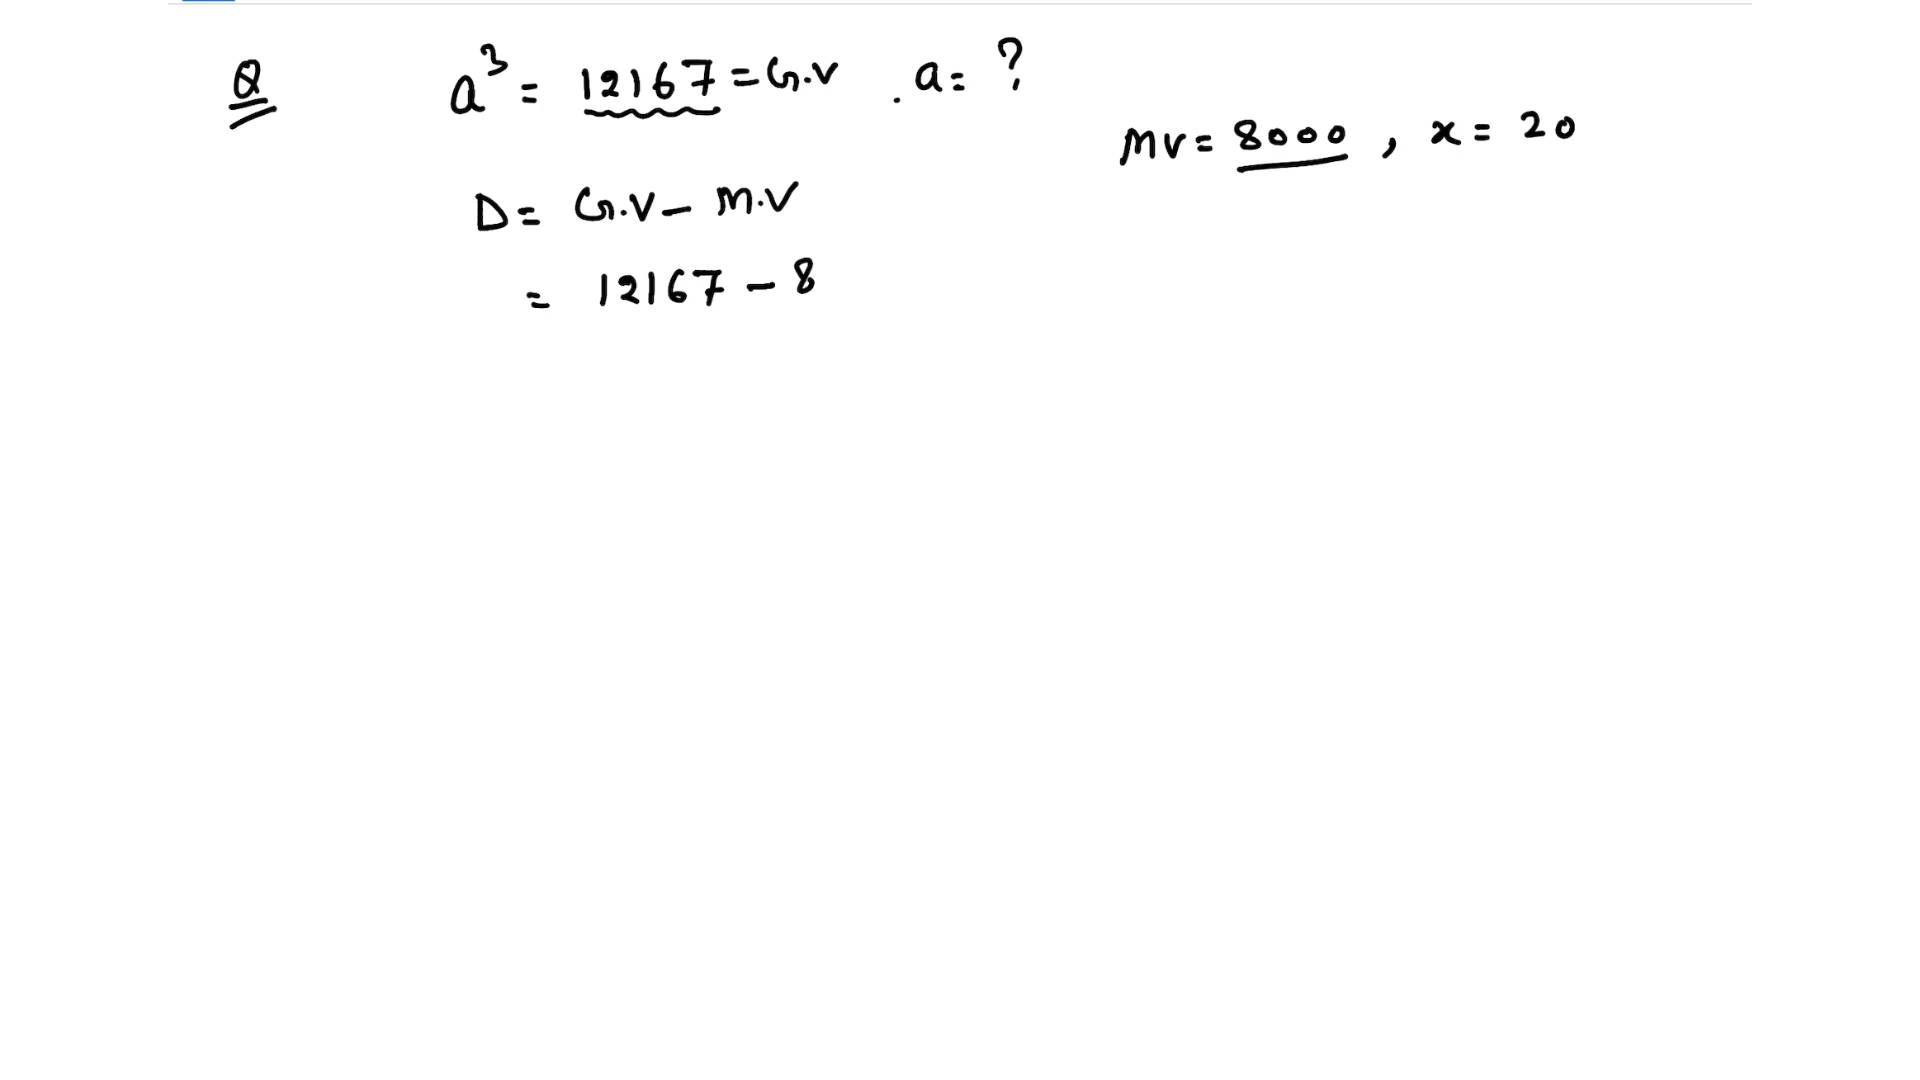 Q a³ = 12167 = G.V . a = ?
MV = 8000 , x = 20
D = G.V - M.V
= 12167 - 8